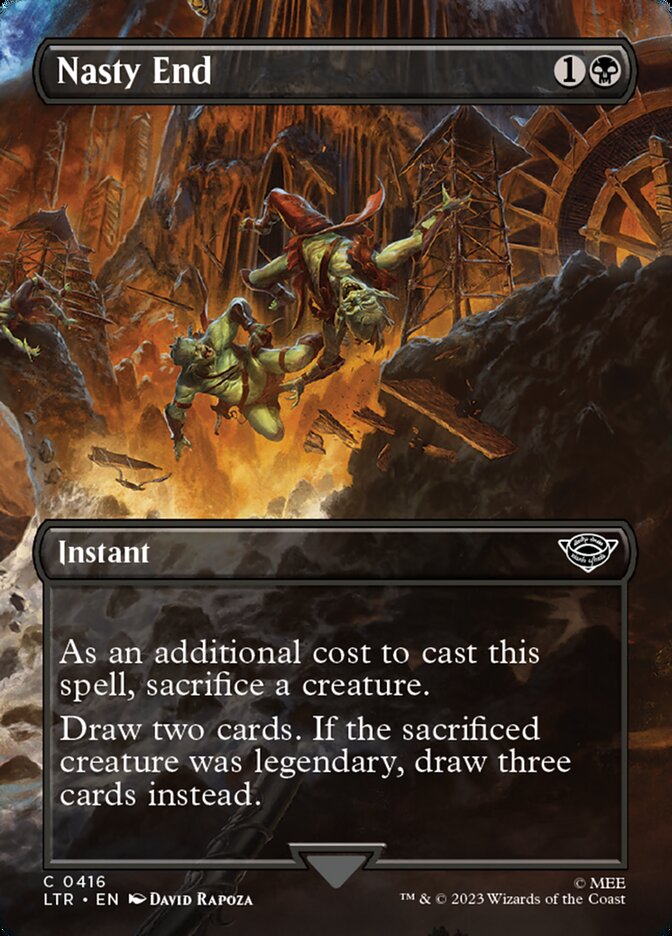 Nasty End 1
Instant
As an additional cost to cast this
spell, sacrifice a creature.
Draw two cards. If the sacrificed
creature was legendary, draw three
cards instead.
C 0416
LTR • EN DAVID RAPOZA
© MEE
™ & © 2023 Wizards of the Coast